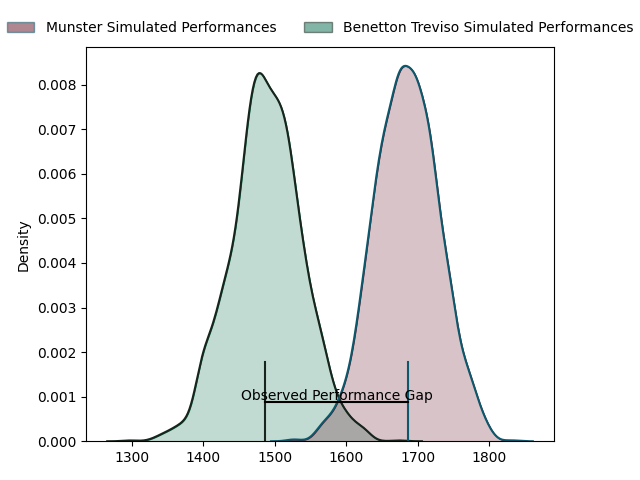 Munster Simulated Performances Benetton Treviso Simulated Performances
0.008
0.007
0.006
0.005
0.004
0.003
0.002
0.001
0.000
Density
Observed Performance Gap
1300 1400 1500 1600 1700 1800